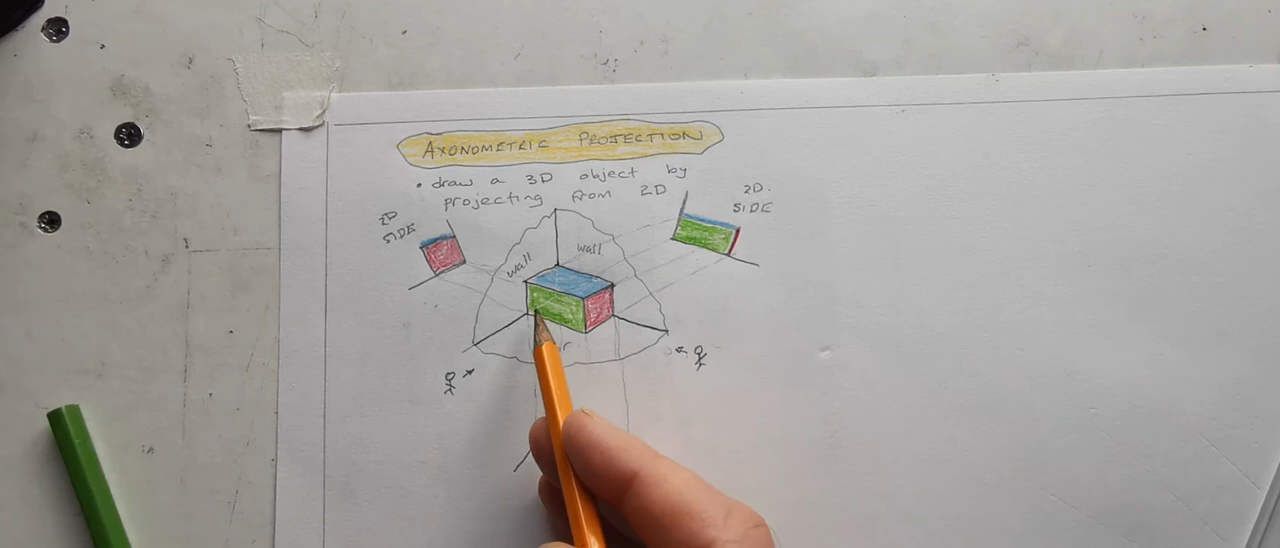 AXONOMETRIC PROJECTION
• draw a 3D object by
projecting from 2D
2D
SIDE
2D.
SIDE
wall
wall